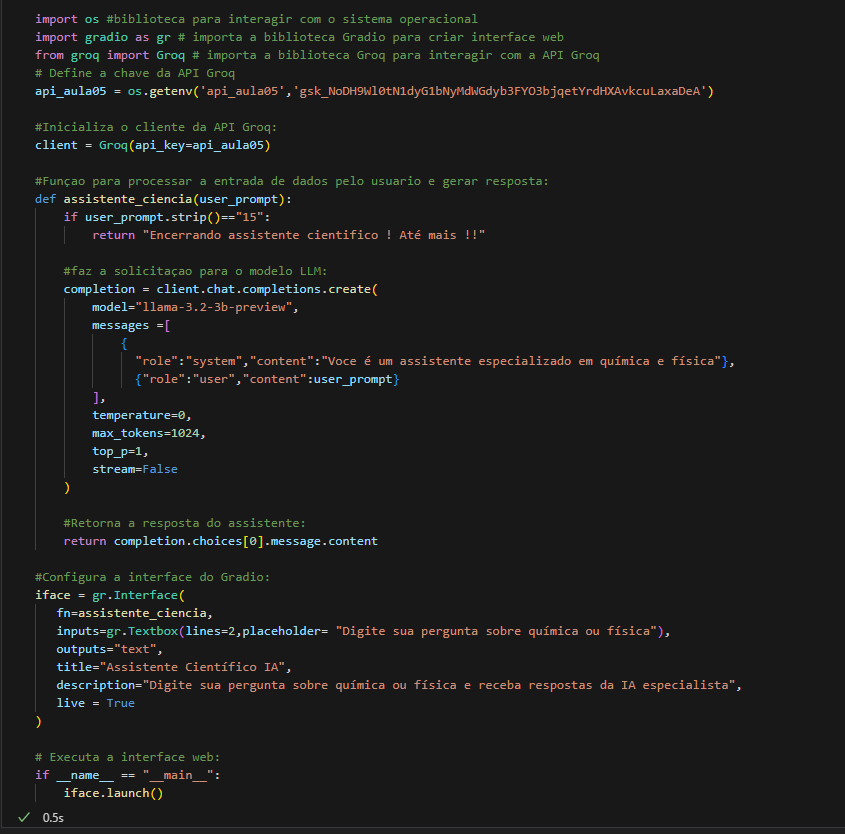 import os #biblioteca para interagir com o sistema operacional
import gradio as gr # importa a biblioteca Gradio para criar interface web
from groq import Groq # importa a biblioteca Groq para interagir com a API Groq
# Define a chave da API Groq
api_aula05 = os.getenv('api_aula05','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')
#Inicializa o cliente da API Groq:
client = Groq(api_key=api_aula05)
#Funçao para processar a entrada de dados pelo usuario e gerar resposta:
def assistente_ciencia(user_prompt):
    if user_prompt.strip()=="15":
        return "Encerrando assistente cientifico ! Até mais !!"
    #faz a solicitaçao para o modelo LLM:
    completion = client.chat.completions.create(
        model="llama-3.2-3b-preview",
        messages =[
            {
              "role":"system","content":"Voce é um assistente especializado em química e física"},
              {"role":"user","content":user_prompt}
        ],
        temperature=0,
        max_tokens=1024,
        top_p=1,
        stream=False
    )
    #Retorna a resposta do assistente:
    return completion.choices[0].message.content
#Configura a interface do Gradio:
iface = gr.Interface(
   fn=assistente_ciencia,
   inputs=gr.Textbox(lines=2,placeholder= "Digite sua pergunta sobre química ou física"),
   outputs="text",
   title="Assistente Científico IA",
   description="Digite sua pergunta sobre química ou física e receba respostas da IA especialista",
   live = True
)
# Executa a interface web:
if __name__ == "__main__":
    iface.launch()
0.5s